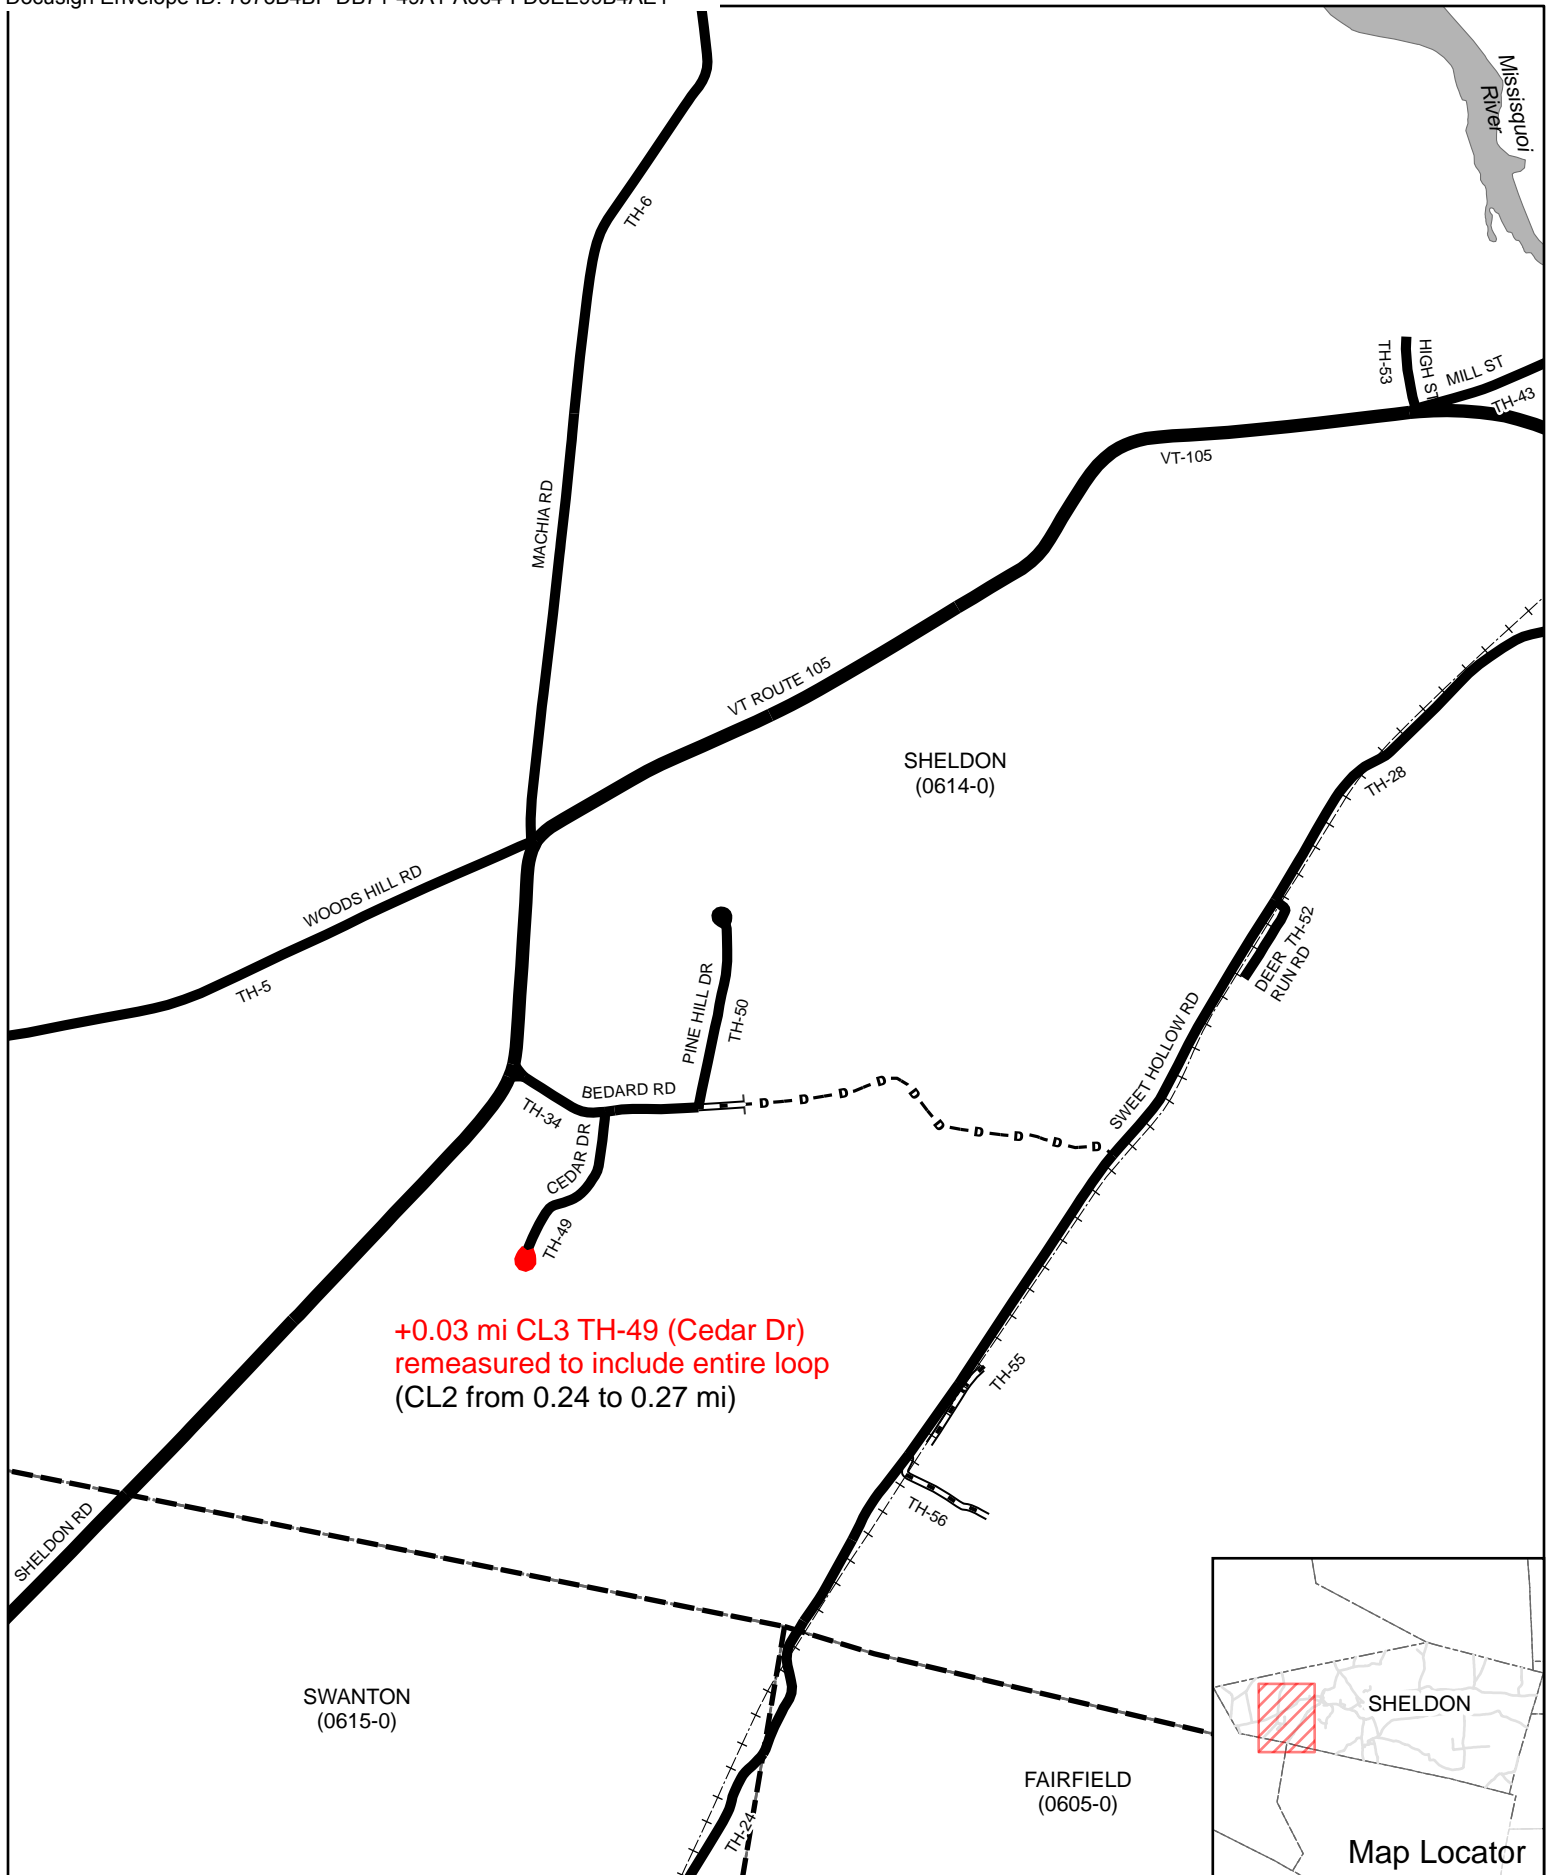 Missisquoi
River
TH-6
TH-53
HIGH ST
MILL ST
TH-43
VT-105
MACHIA RD
VT ROUTE 105
SHELDON
(0614-0)
TH-28
WOODS HILL RD
TH-5
TH-52
DEER
RUN RD
PINE HILL DR
TH-50
SWEET HOLLOW RD
BEDARD RD
TH-34
D D D D D D D D D D
CEDAR DR
TH-49
+0.03 mi CL3 TH-49 (Cedar Dr)
remeasured to include entire loop
(CL2 from 0.24 to 0.27 mi)
TH-55
TH-56
SHELDON RD
SWANTON
(0615-0)
FAIRFIELD
(0605-0)
TH-24
SHELDON
Map Locator